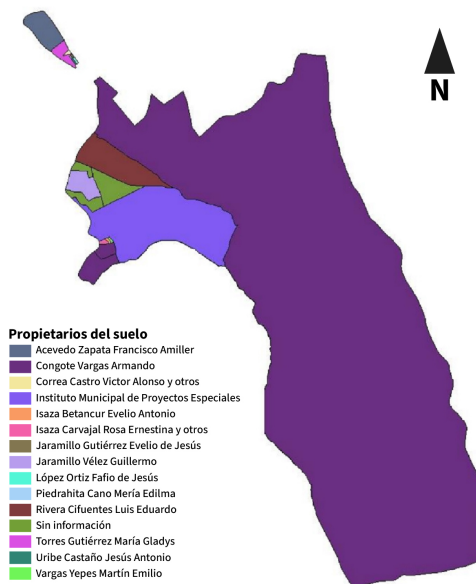 N
Propietarios del suelo
Acevedo Zapata Francisco Amiller
Congote Vargas Armando
Correa Castro Victor Alonso y otros
Instituto Municipal de Proyectos Especiales
Isaza Betancur Evelio Antonio
Isaza Carvajal Rosa Ernestina y otros
Jaramillo Gutiérrez Evelio de Jesús
Jaramillo Vélez Guillermo
López Ortiz Fafio de Jesús
Piedrahita Cano Mería Edilma
Rivera Cifuentes Luis Eduardo
Sin información
Torres Gutiérrez María Gladys
Uribe Castaño Jesús Antonio
Vargas Yepes Martín Emilio